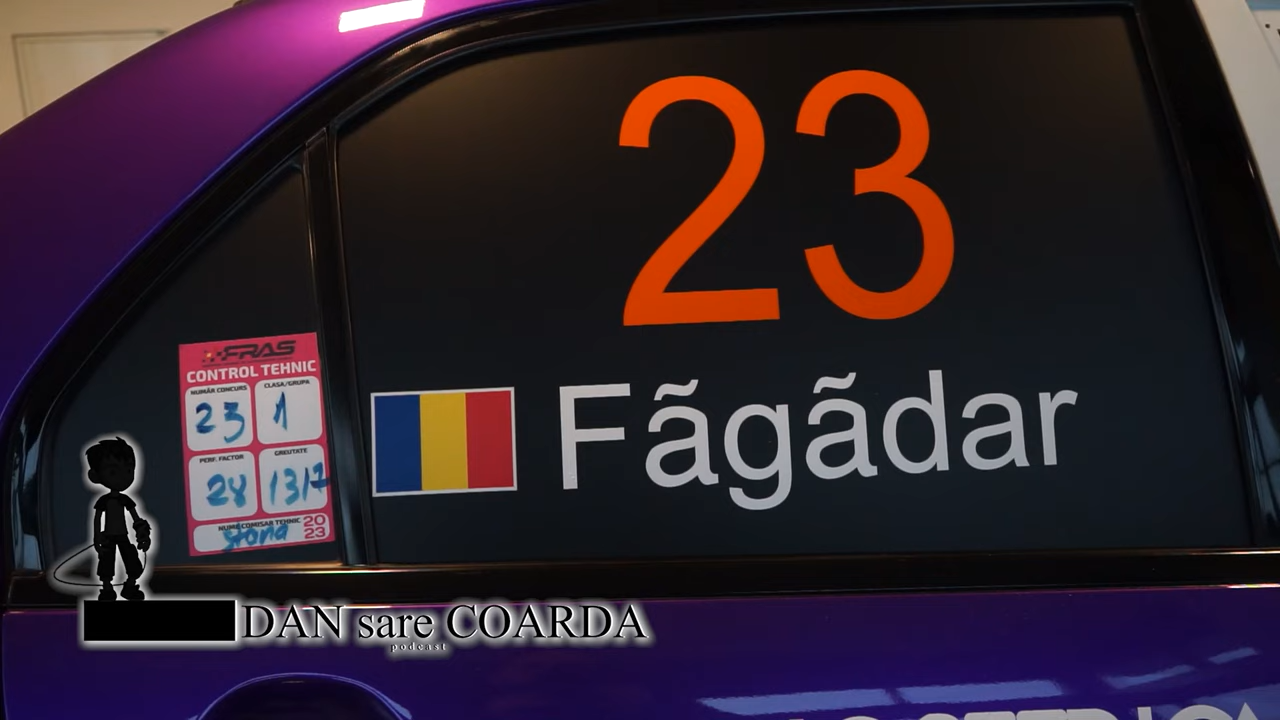 23
Fãgãdar
FRAS
CONTROL TEHNIC
NUMĂR CONCURS
CLASA/GRUPA
23
1
PERF. FACTOR
GREUTATE
28
1317
NUME COMISAR TEHNIC
2023
DAN sare COARDA
podcast